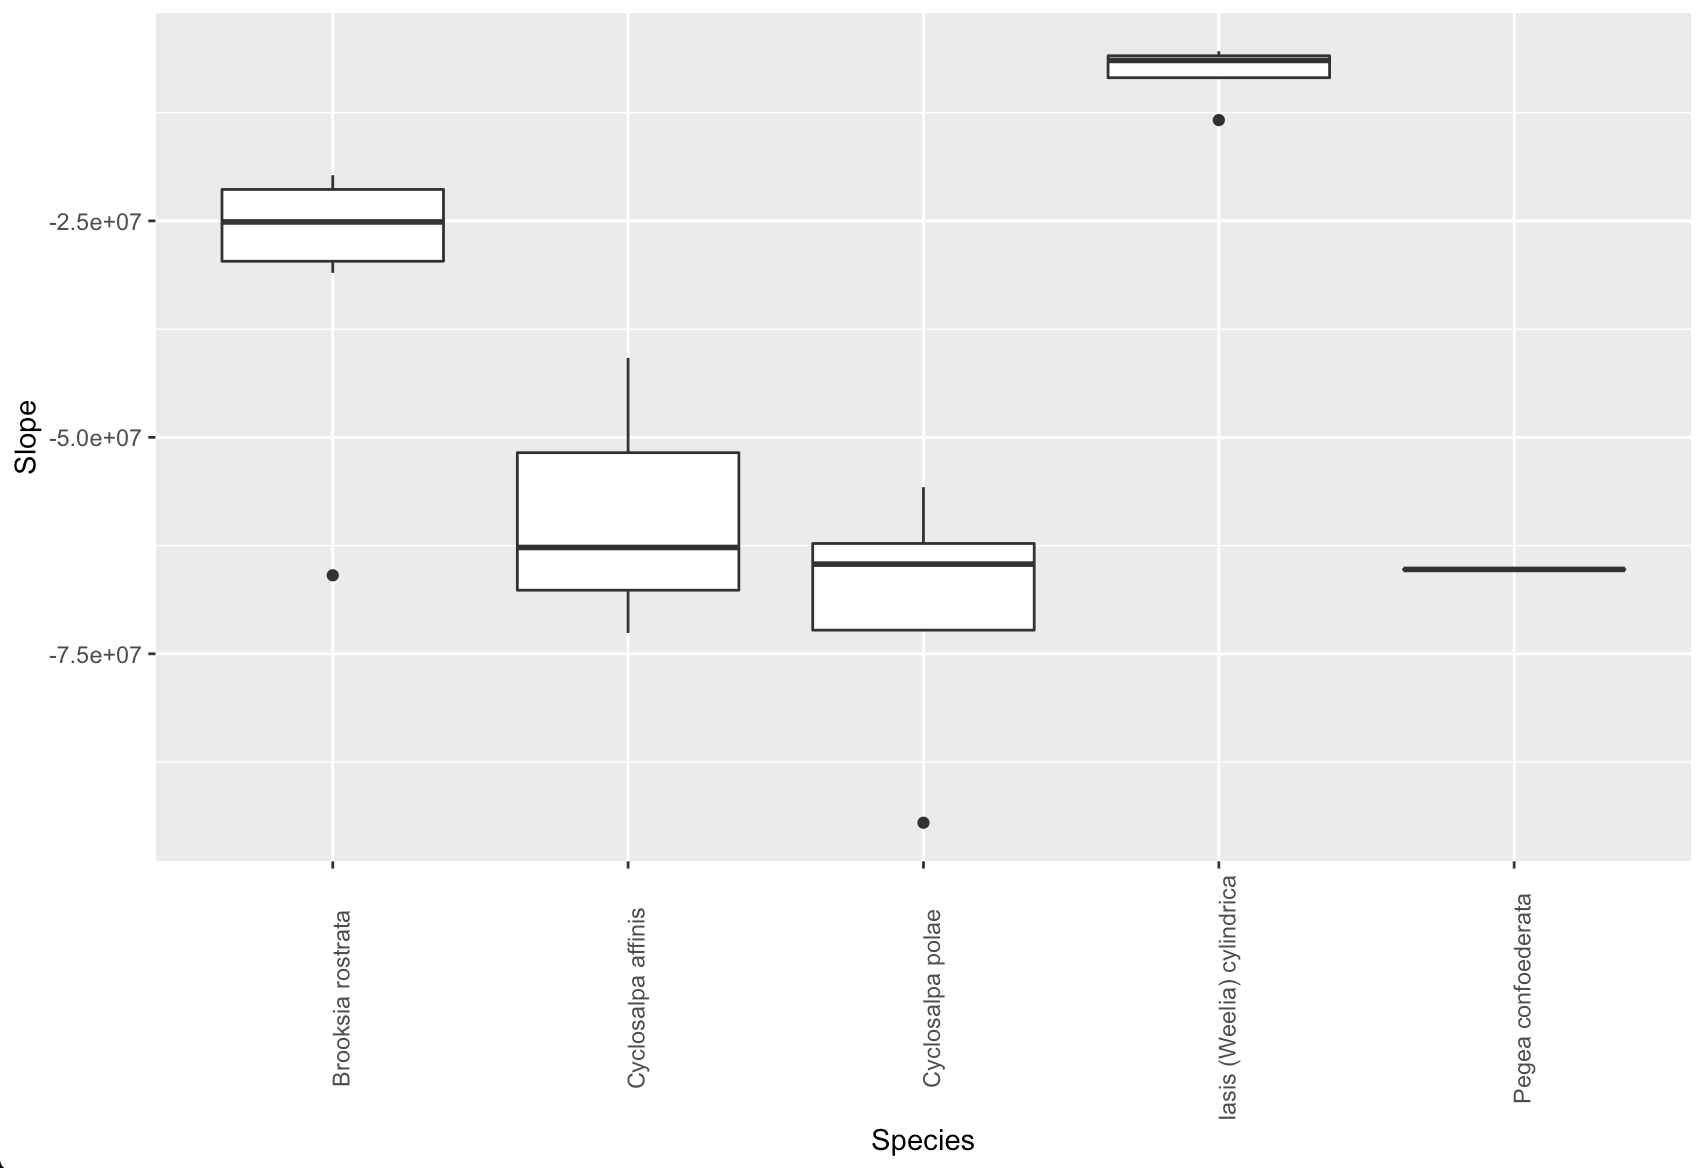 Slope
-2.5e+07
-5.0e+07
-7.5e+07
Brooksia rostrata
Cyclosalpa affinis
Cyclosalpa polae
Iasis (Weelia) cylindrica
Pegea confoederata
Species